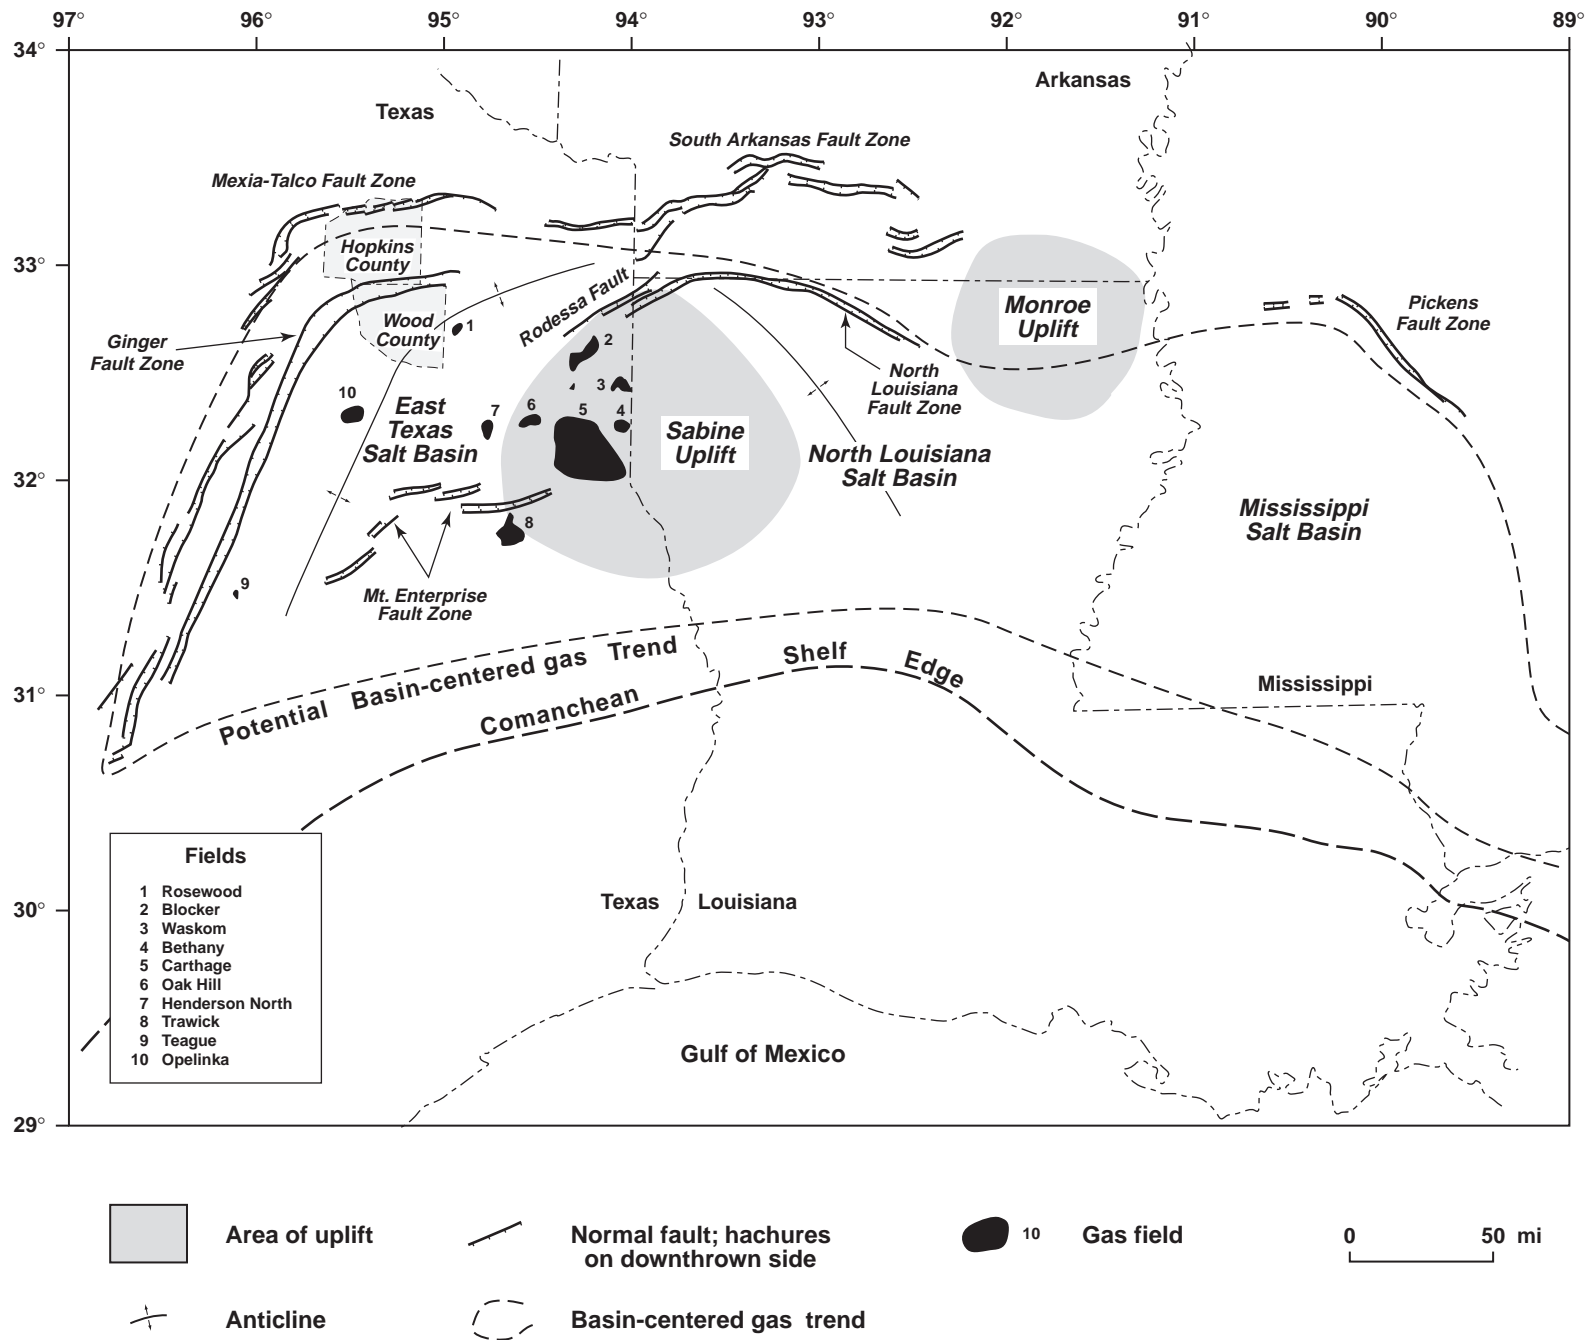 97° 96° 95° 94° 93° 92° 91° 90° 89°
34°
33°
32°
31°
30°
29°
Arkansas
Texas
South Arkansas Fault Zone
Mexia-Talco Fault Zone
Hopkins
County
Rodessa Fault
Monroe
Uplift
Pickens
Fault Zone
Wood
County
1
Ginger
Fault Zone
2
North
Louisiana
Fault Zone
3
10
East
Texas
Salt Basin
7
6
5
4
Sabine
Uplift
North Louisiana
Salt Basin
Mississippi
Salt Basin
8
9
Mt. Enterprise
Fault Zone
Potential Basin-centered gas Trend
Comanchean Shelf Edge
Mississippi
Texas
Louisiana
Gulf of Mexico
Fields
1 Rosewood
2 Blocker
3 Waskom
4 Bethany
5 Carthage
6 Oak Hill
7 Henderson North
8 Trawick
9 Teague
10 Opelinka
Area of uplift
Normal fault; hachures
on downthrown side
10
Gas field
0 50 mi
Anticline
Basin-centered gas trend